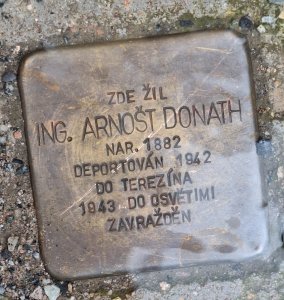 ZDE ŽIL
ING. ARNOŠT DONATH
NAR. 1882
DEPORTOVÁN 1942
DO TEREZÍNA
1943 DO OSVĚTIMI
ZAVRAŽDĚN